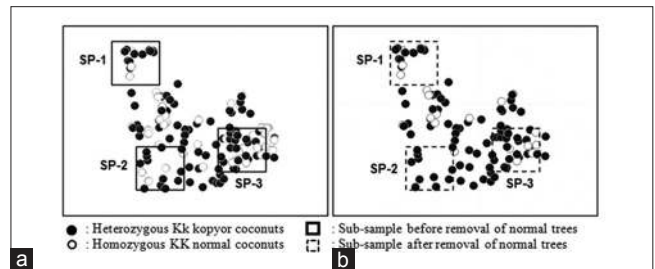 SP-1
SP-2
SP-3
SP-1
SP-2
SP-3
● : Heterozygous Kk kopyor coconuts
○ : Homozygous KK normal coconuts
: Sub-sample before removal of normal trees
: Sub-sample after removal of normal trees
a
b